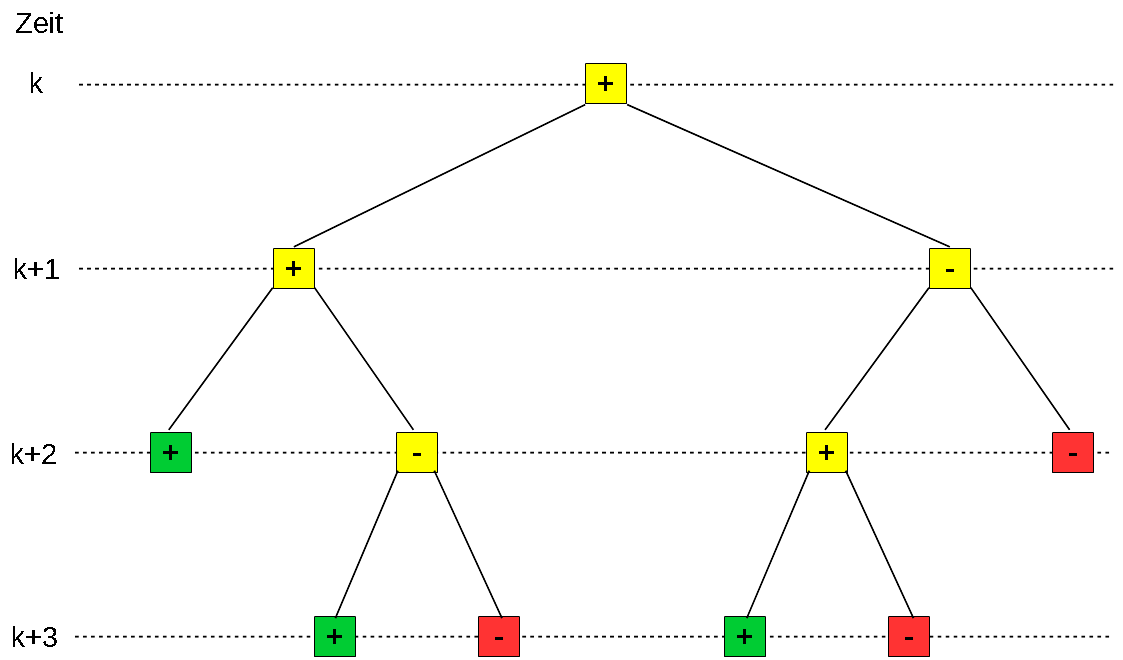 Zeit
k +
k+1 + -
k+2 + - + -
k+3 + - + -